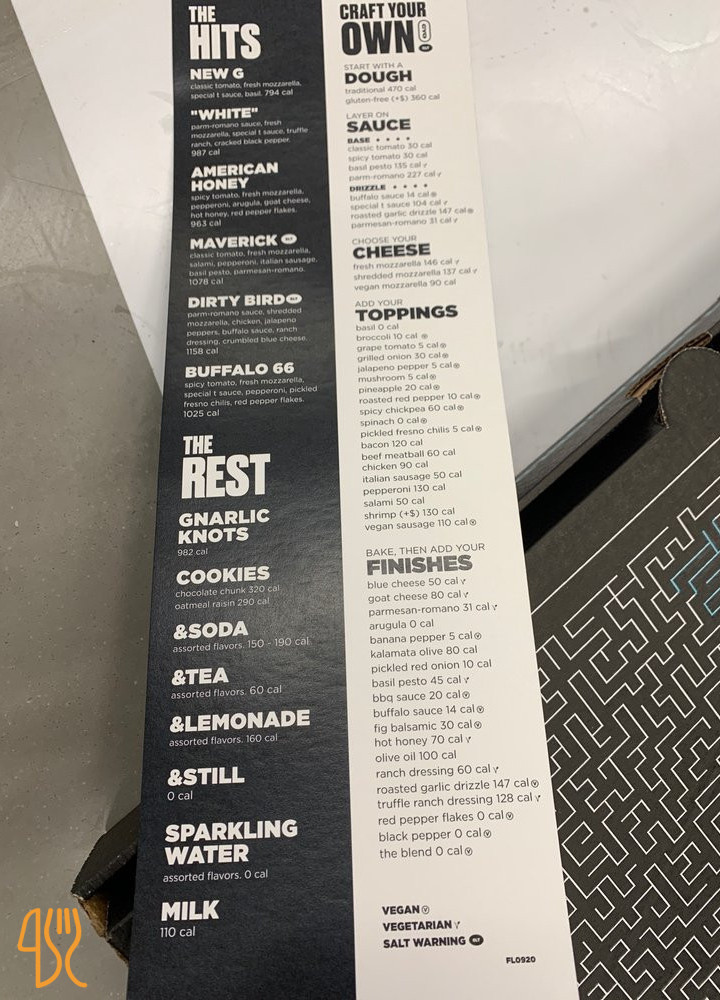 THE
HITS
NEW G
classic tomato, fresh mozzarella,
special t sauce, basil. 794 cal
"WHITE"
parm-romano sauce, fresh
mozzarella, special t sauce, truffle
ranch, cracked black pepper.
987 cal
AMERICAN
HONEY
spicy tomato, fresh mozzarella,
pepperoni, arugula, goat cheese,
hot honey, red pepper flakes.
963 cal
MAVERICK SLT
classic tomato, fresh mozzarella,
salami, pepperoni, italian sausage,
basil pesto, parmesan-romano.
1078 cal
DIRTY BIRD SLT
parm-romano sauce, shredded
mozzarella, chicken, jalapeno
peppers, buffalo sauce, ranch
dressing, crumbled blue cheese.
1158 cal
BUFFALO 66
spicy tomato, fresh mozzarella,
special t sauce, pepperoni, pickled
fresno chilis, red pepper flakes.
1025 cal
THE
REST
GNARLIC
KNOTS
982 cal
COOKIES
chocolate chunk 320 cal
oatmeal raisin 290 cal
&SODA
assorted flavors. 150 - 190 cal
&TEA
assorted flavors. 60 cal
&LEMONADE
assorted flavors. 160 cal
&STILL
0 cal
SPARKLING
WATER
assorted flavors. 0 cal
MILK
110 cal
CRAFT YOUR
OWN
START WITH A
DOUGH
traditional 470 cal
gluten-free (+$) 360 cal
LAYER ON
SAUCE
BASE • • • •
classic tomato 30 cal
spicy tomato 30 cal
basil pesto 135 cal
parm-romano 227 cal
DRIZZLE • • • •
buffalo sauce 14 cal Ⓥ
special t sauce 104 cal
roasted garlic drizzle 147 cal Ⓥ
parmesan-romano 31 cal
CHOOSE YOUR
CHEESE
fresh mozzarella 146 cal
shredded mozzarella 137 cal
vegan mozzarella 90 cal
ADD YOUR
TOPPINGS
basil 0 cal
broccoli 10 cal Ⓥ
grape tomato 5 cal Ⓥ
grilled onion 30 cal Ⓥ
jalapeno pepper 5 cal Ⓥ
mushroom 5 cal Ⓥ
pineapple 20 cal Ⓥ
roasted red pepper 10 cal Ⓥ
spicy chickpea 60 cal Ⓥ
spinach 0 cal Ⓥ
pickled fresno chilis 5 cal Ⓥ
bacon 120 cal
beef meatball 60 cal
chicken 90 cal
italian sausage 50 cal
pepperoni 130 cal
salami 50 cal
shrimp (+$) 130 cal
vegan sausage 110 cal Ⓥ
BAKE, THEN ADD YOUR
FINISHES
blue cheese 50 cal
goat cheese 80 cal
parmesan-romano 31 cal
arugula 0 cal
banana pepper 5 cal Ⓥ
kalamata olive 80 cal
pickled red onion 10 cal
basil pesto 45 cal
bbq sauce 20 cal Ⓥ
buffalo sauce 14 cal Ⓥ
fig balsamic 30 cal Ⓥ
hot honey 70 cal
olive oil 100 cal
ranch dressing 60 cal
roasted garlic drizzle 147 cal Ⓥ
truffle ranch dressing 128 cal
red pepper flakes 0 cal Ⓥ
black pepper 0 cal Ⓥ
the blend 0 cal Ⓥ
VEGAN Ⓥ
VEGETARIAN
SALT WARNING SLT
FL0920